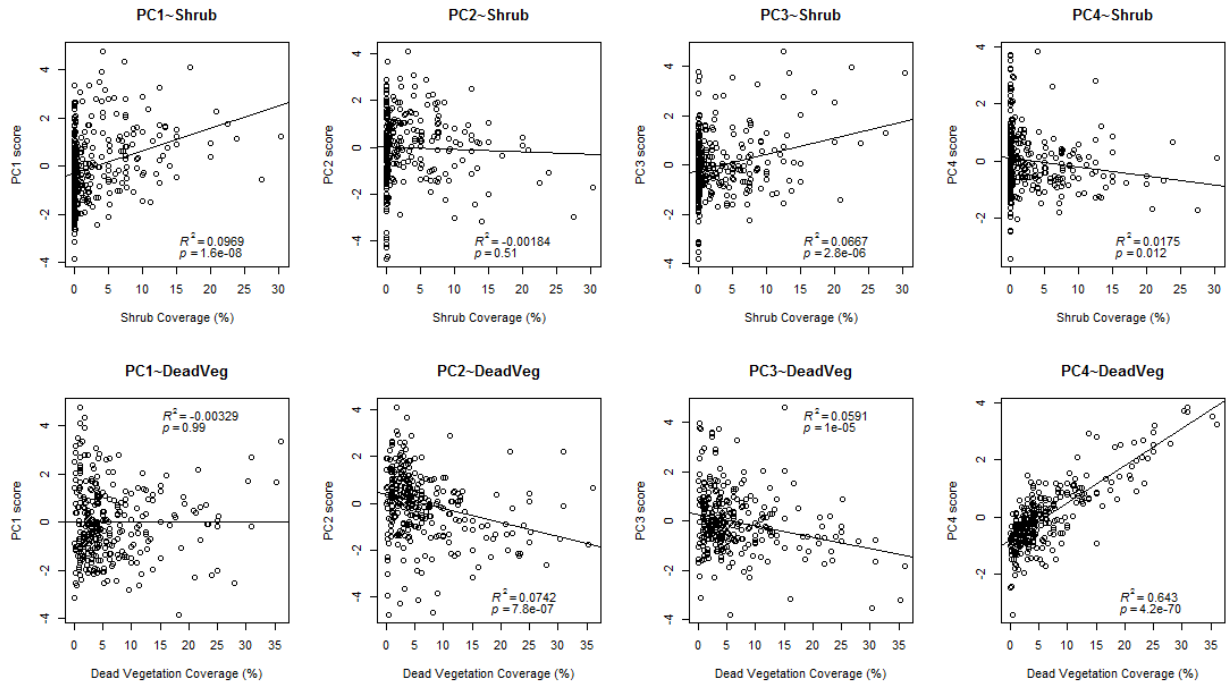 PC1~Shrub
PC2~Shrub
PC3~Shrub
PC4~Shrub
PC1 score
4
2
0
-2
-4
R² = 0.0969
p = 1.6e-08
0 5 10 15 20 25 30
Shrub Coverage (%)
PC2 score
4
2
0
-2
-4
R² = -0.00184
p = 0.51
0 5 10 15 20 25 30
Shrub Coverage (%)
PC3 score
4
2
0
-2
-4
R² = 0.0667
p = 2.8e-06
0 5 10 15 20 25 30
Shrub Coverage (%)
PC4 score
4
2
0
-2
R² = 0.0175
p = 0.012
0 5 10 15 20 25 30
Shrub Coverage (%)
PC1~DeadVeg
PC2~DeadVeg
PC3~DeadVeg
PC4~DeadVeg
PC1 score
4
2
0
-2
-4
R² = -0.00329
p = 0.99
0 5 10 15 20 25 30 35
Dead Vegetation Coverage (%)
PC2 score
4
2
0
-2
-4
R² = 0.0742
p = 7.8e-07
0 5 10 15 20 25 30 35
Dead Vegetation Coverage (%)
PC3 score
4
2
0
-2
-4
R² = 0.0591
p = 1e-05
0 5 10 15 20 25 30 35
Dead Vegetation Coverage (%)
PC4 score
4
2
0
-2
R² = 0.643
p = 4.2e-70
0 5 10 15 20 25 30 35
Dead Vegetation Coverage (%)